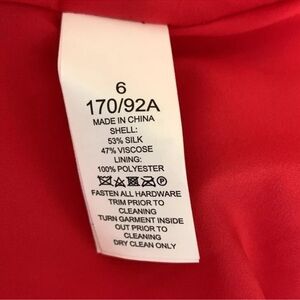 6
170/92A
MADE IN CHINA
SHELL:
53% SILK
47% VISCOSE
LINING:
100% POLYESTER
FASTEN ALL HARDWARE
TRIM PRIOR TO
CLEANING
TURN GARMENT INSIDE
OUT PRIOR TO
CLEANING
DRY CLEAN ONLY